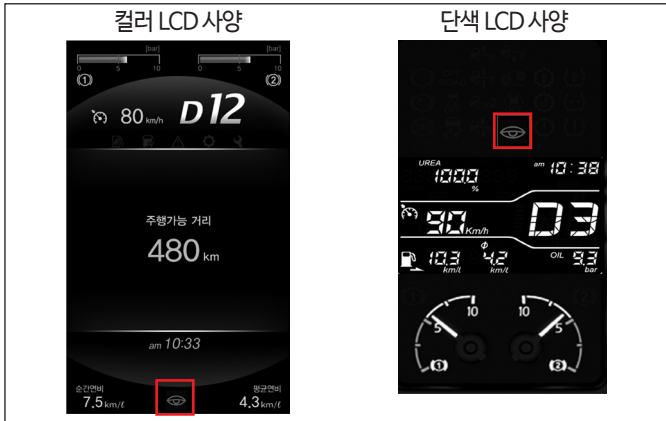 컬러 LCD 사양
단색 LCD 사양
[bar]
[bar]
0 5 10
0 5 10
(1)
(2)
80 km/h
D12
주행가능 거리
480 km
am 10:33
순간연비
7.5 km/ℓ
평균연비
4.3 km/ℓ
UREA
100.0
%
am 10:38
90 Km/h
D3
10.3
km/ℓ
ϕ
4.2
km/ℓ
OIL 9.3
bar
5 10
10 5
(1)
(2)